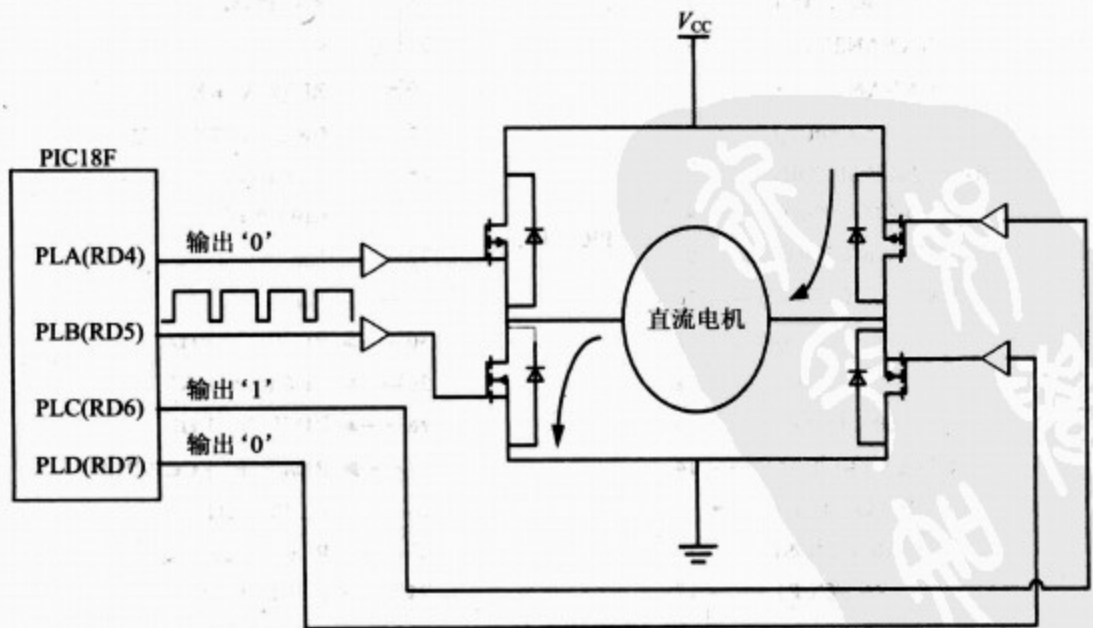 V_CC
PIC18F
PLA(RD4)
输出‘0’
PLB(RD5)
PLC(RD6)
输出‘1’
PLD(RD7)
输出‘0’
直流电机